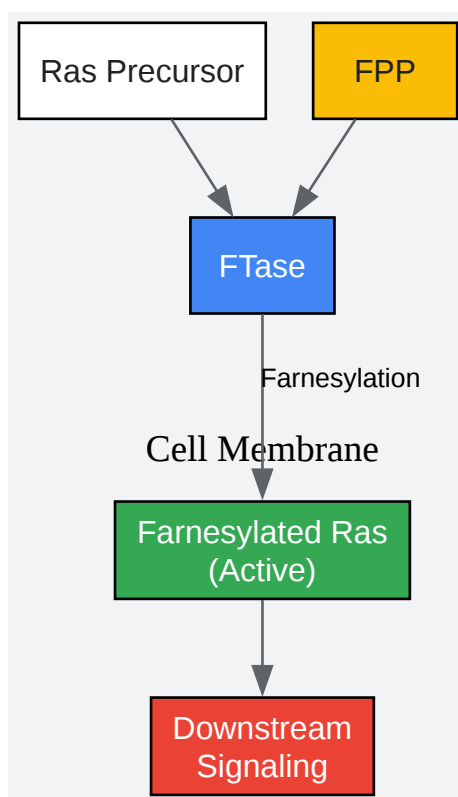 Ras Precursor
FPP
FTase
Farnesylation
Cell Membrane
Farnesylated Ras
(Active)
Downstream
Signaling